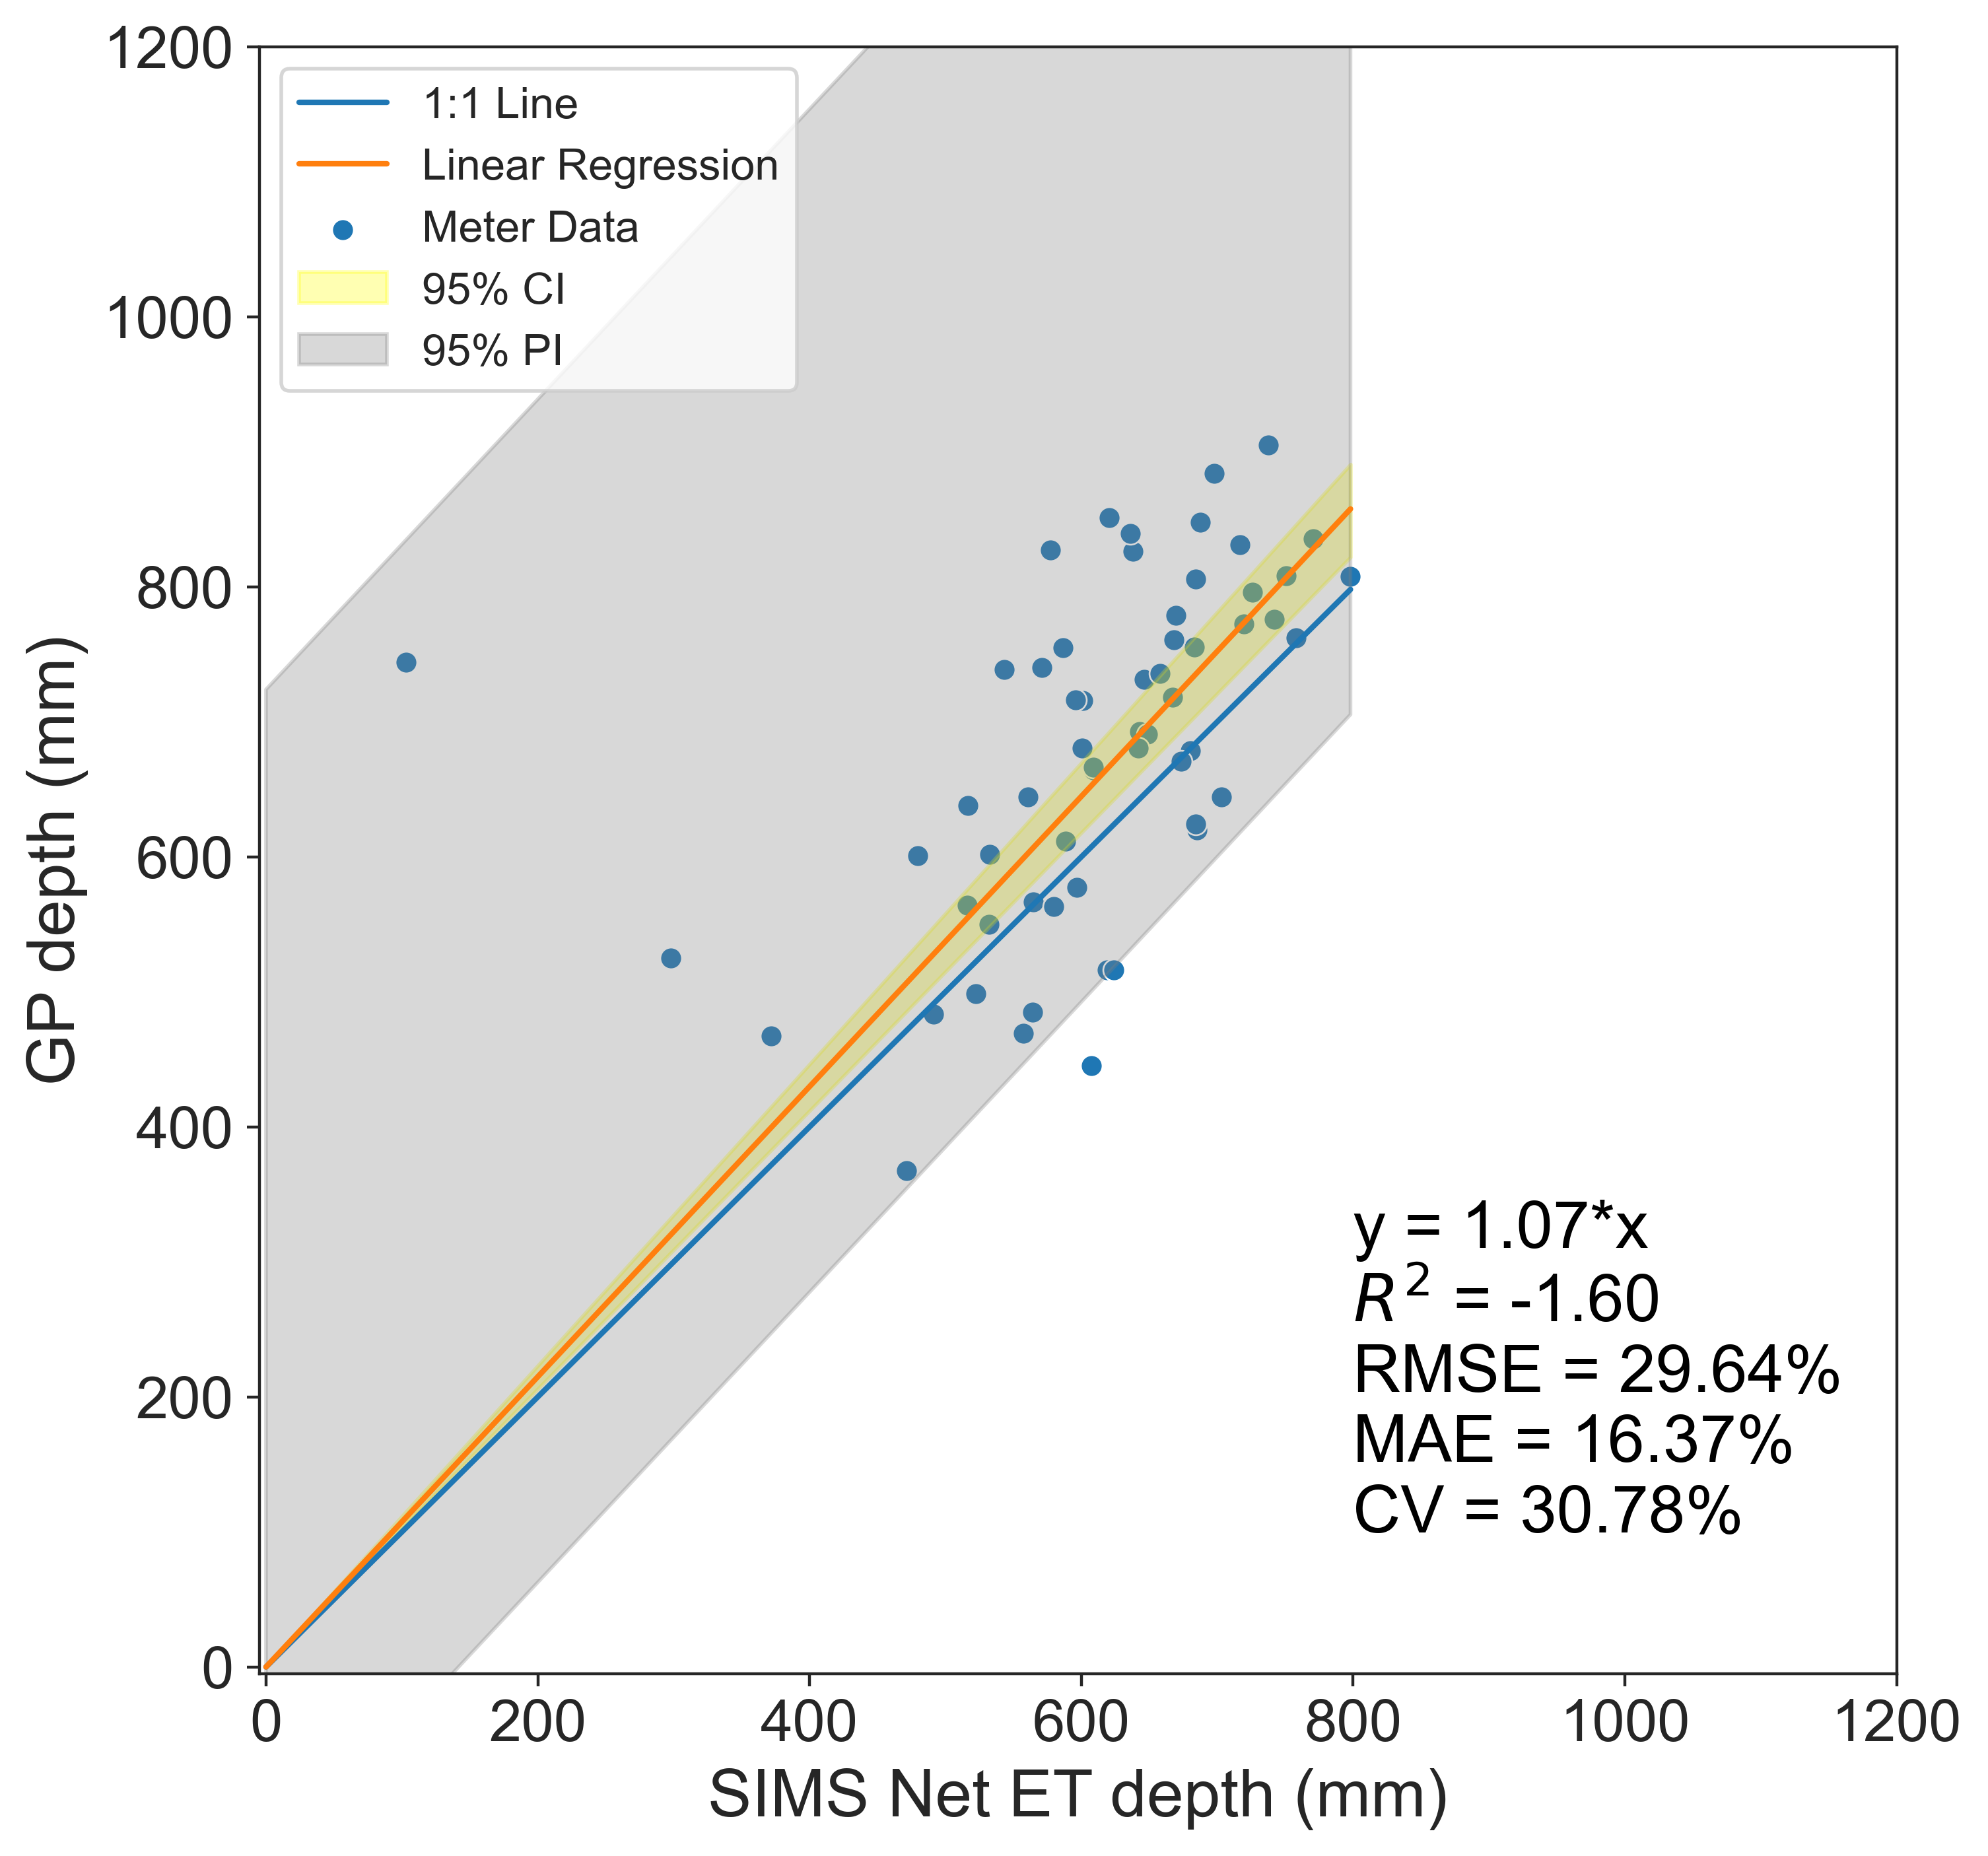 1200
1000
800
600
400
200
0
GP depth (mm)
1:1 Line
Linear Regression
Meter Data
95% CI
95% PI
y = 1.07*x
R² = -1.60
RMSE = 29.64%
MAE = 16.37%
CV = 30.78%
0 200 400 600 800 1000 1200
SIMS Net ET depth (mm)